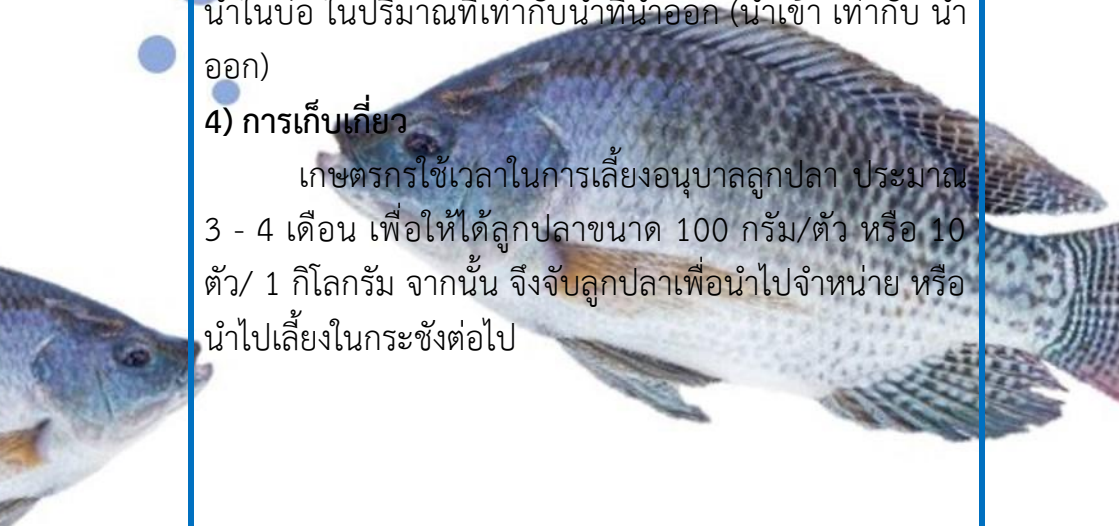 น้ำในบ่อ ในปริมาณที่เท่ากับน้ำที่นำออก (น้ำเข้า เท่ากับ น้ำ
ออก)
4) การเก็บเกี่ยว
เกษตรกรใช้เวลาในการเลี้ยงอนุบาลลูกปลา ประมาณ
3 - 4 เดือน เพื่อให้ได้ลูกปลาขนาด 100 กรัม/ตัว หรือ 10
ตัว/ 1 กิโลกรัม จากนั้น จึงจับลูกปลาเพื่อนำไปจำหน่าย หรือ
นำไปเลี้ยงในกระชังต่อไป